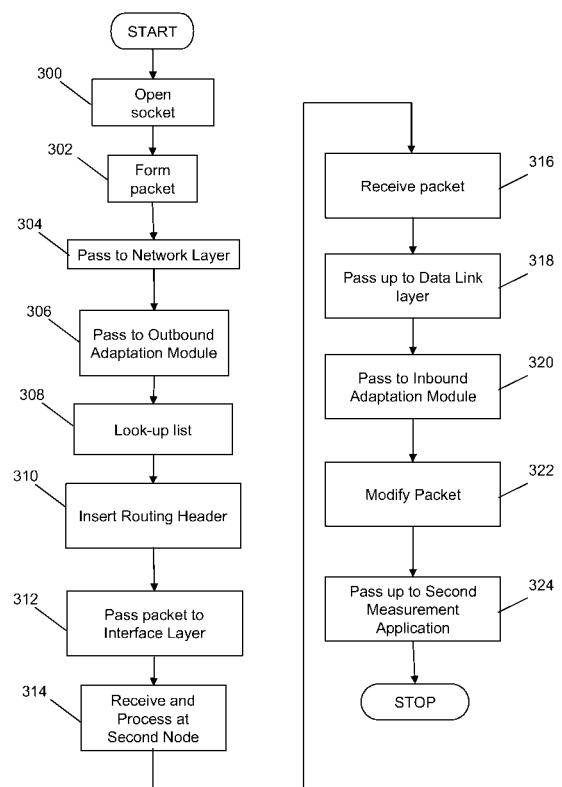 START
300
Open
socket
302
Form
packet
304
Pass to Network Layer
306
Pass to Outbound
Adaptation Module
308
Look-up list
310
Insert Routing Header
312
Pass packet to
Interface Layer
314
Receive and
Process at
Second Node
316
Receive packet
318
Pass up to Data Link
layer
320
Pass to Inbound
Adaptation Module
322
Modify Packet
324
Pass up to Second
Measurement
Application
STOP